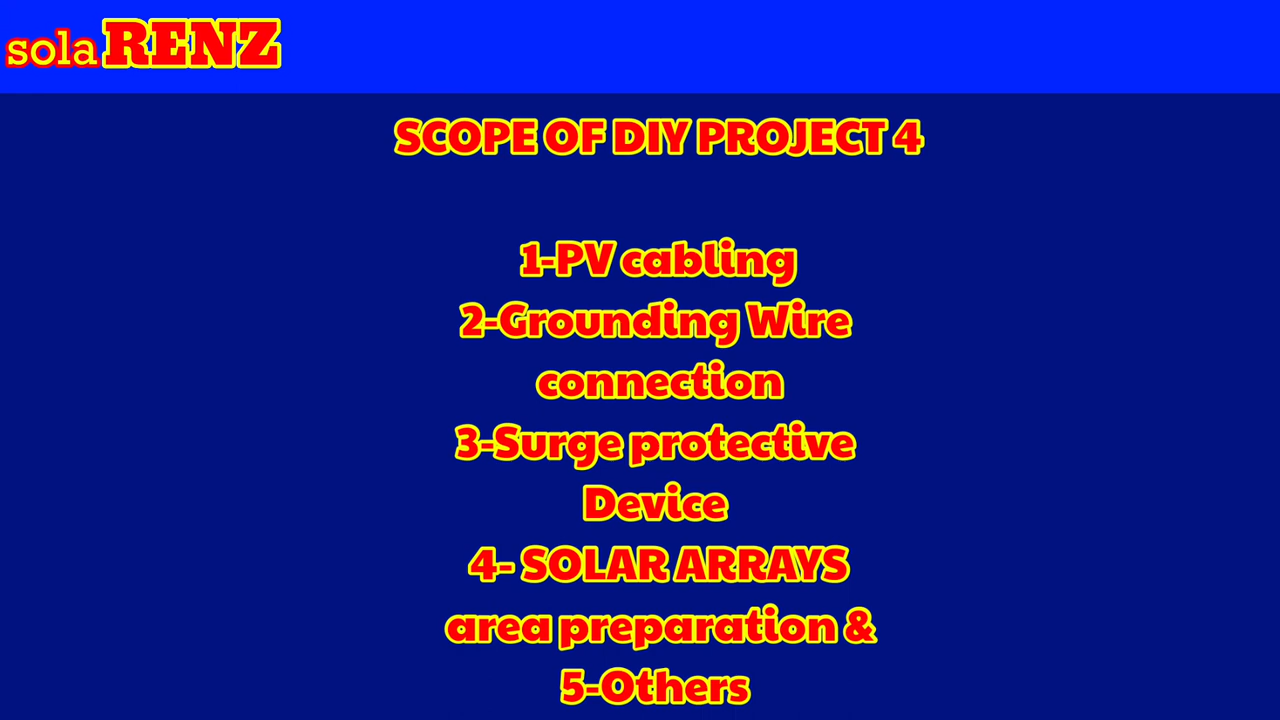 solaRENZ
SCOPE OF DIY PROJECT 4
1-PV cabling
2-Grounding Wire
connection
3-Surge protective
Device
4- SOLAR ARRAYS
area preparation &
5-Others